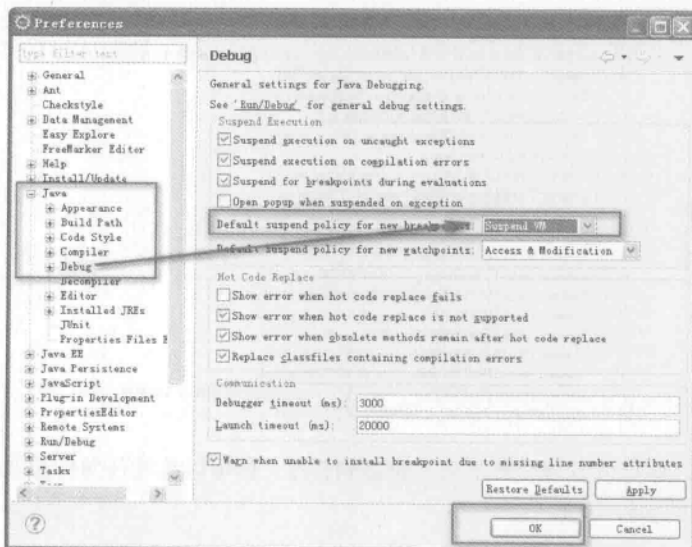 Preferences
type filter text
General
Ant
Checkstyle
Data Management
Easy Explore
FreeMarker Editor
Help
Install/Update
Java
Appearance
Build Path
Code Style
Compiler
Debug
Decompiler
Editor
Installed JREs
JUnit
Properties Files
Java EE
Java Persistence
JavaScript
Plug-in Development
PropertiesEditor
Remote Systems
Run/Debug
Server
Tasks
Debug
General settings for Java Debugging.
See 'Run/Debug' for general debug settings.
Suspend Execution
Suspend execution on uncaught exceptions
Suspend execution on compilation errors
Suspend for breakpoints during evaluations
Open popup when suspended on exception
Default suspend policy for new Suspend VM
Default suspend policy for new watchpoints: Access & Modification
Hot Code Replace
Show error when hot code replace fails
Show error when hot code replace is not supported
Show error when obsolete methods remain after hot code replace
Replace classfiles containing compilation errors
Communication
Debugger timeout (ms): 3000
Launch timeout (ms): 20000
Warn when unable to install breakpoint due to missing line number attributes
Restore Defaults Apply
? OK Cancel